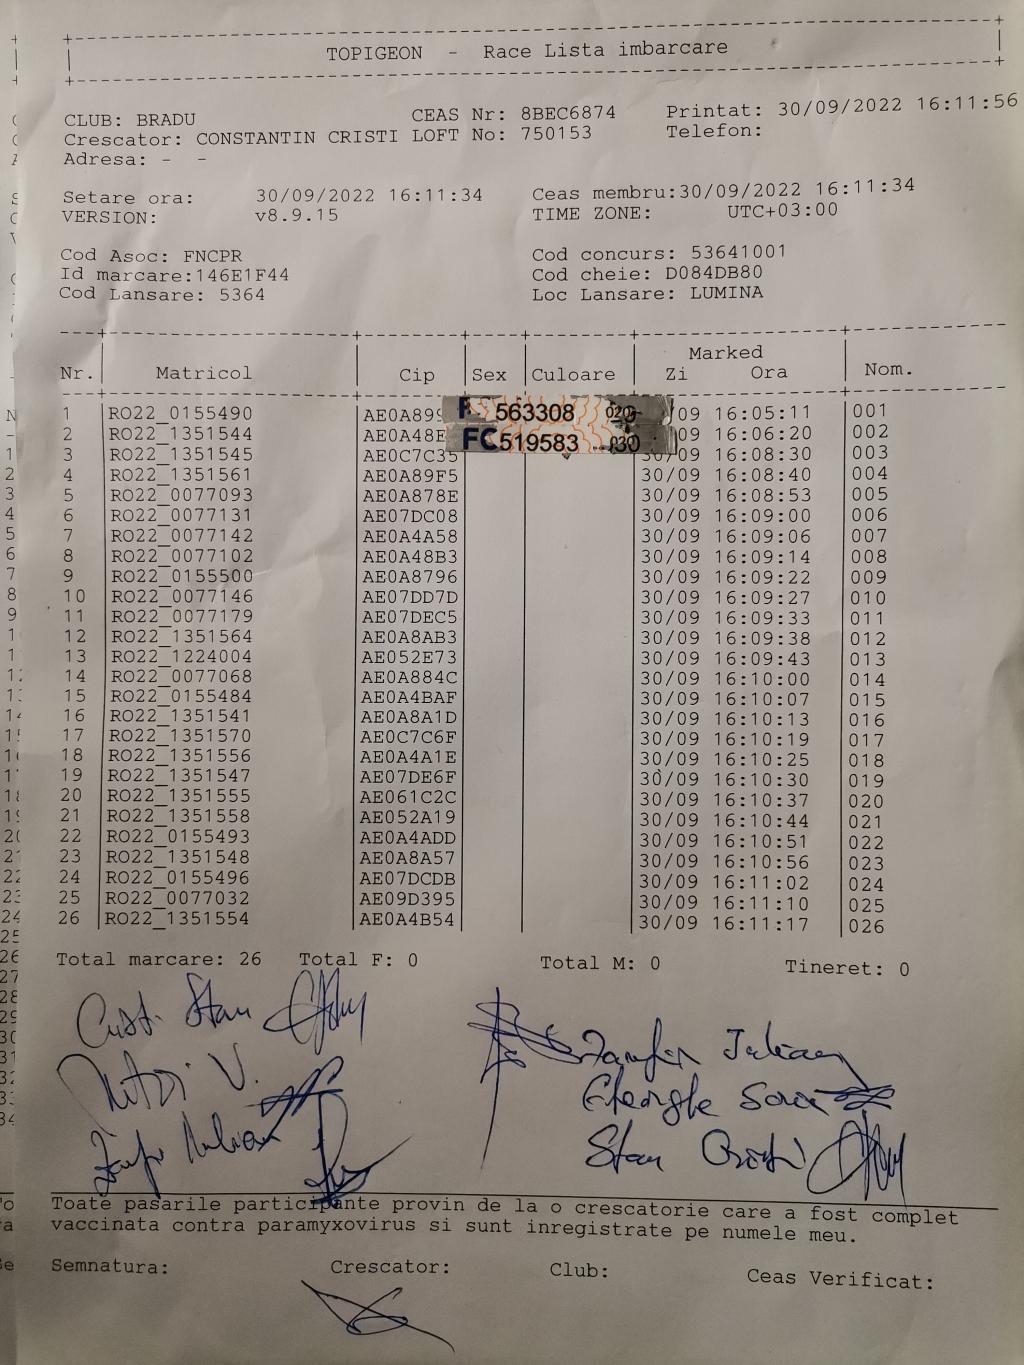 TOPIGEON - Race Lista imbarcare
CLUB: BRADU CEAS Nr: 8BEC6874 Printat: 30/09/2022 16:11:56
Crescator: CONSTANTIN CRISTI LOFT No: 750153 Telefon:
Adresa: - -
Setare ora: 30/09/2022 16:11:34 Ceas membru:30/09/2022 16:11:34
VERSION: v8.9.15 TIME ZONE: UTC+03:00
Cod Asoc: FNCPR Cod concurs: 53641001
Id marcare:146E1F44 Cod cheie: D084DB80
Cod Lansare: 5364 Loc Lansare: LUMINA
Marked
Nr. Matricol Cip Sex Culoare Zi Ora Nom.
1 RO22_0155490 AE0A899 563308 09 16:05:11 001
2 RO22_1351544 AE0A48E FC519583 030 09 16:06:20 002
3 RO22_1351545 AE0C7C35 30/09 16:08:30 003
4 RO22_1351561 AE0A89F5 30/09 16:08:40 004
5 RO22_0077093 AE0A878E 30/09 16:08:53 005
6 RO22_0077131 AE07DC08 30/09 16:09:00 006
7 RO22_0077142 AE0A4A58 30/09 16:09:06 007
8 RO22_0077102 AE0A48B3 30/09 16:09:14 008
9 RO22_0155500 AE0A8796 30/09 16:09:22 009
10 RO22_0077146 AE07DD7D 30/09 16:09:27 010
11 RO22_0077179 AE07DEC5 30/09 16:09:33 011
12 RO22_1351564 AE0A8AB3 30/09 16:09:38 012
13 RO22_1224004 AE052E73 30/09 16:09:43 013
14 RO22_0077068 AE0A884C 30/09 16:10:00 014
15 RO22_0155484 AE0A4BAF 30/09 16:10:07 015
16 RO22_1351541 AE0A8A1D 30/09 16:10:13 016
17 RO22_1351570 AE0C7C6F 30/09 16:10:19 017
18 RO22_1351556 AE0A4A1E 30/09 16:10:25 018
19 RO22_1351547 AE07DE6F 30/09 16:10:30 019
20 RO22_1351555 AE061C2C 30/09 16:10:37 020
21 RO22_1351558 AE052A19 30/09 16:10:44 021
22 RO22_0155493 AE0A4ADD 30/09 16:10:51 022
23 RO22_1351548 AE0A8A57 30/09 16:10:56 023
24 RO22_0155496 AE07DCDB 30/09 16:11:02 024
25 RO22_0077032 AE09D395 30/09 16:11:10 025
26 RO22_1351554 AE0A4B54 30/09 16:11:17 026
Total marcare: 26 Total F: 0 Total M: 0 Tineret: 0
Stan
V.
Gheorghe
Stan
Toate pasarile participante provin de la o crescatorie care a fost complet
vaccinata contra paramyxovirus si sunt inregistrate pe numele meu.
Semnatura: Crescator: Club: Ceas Verificat: